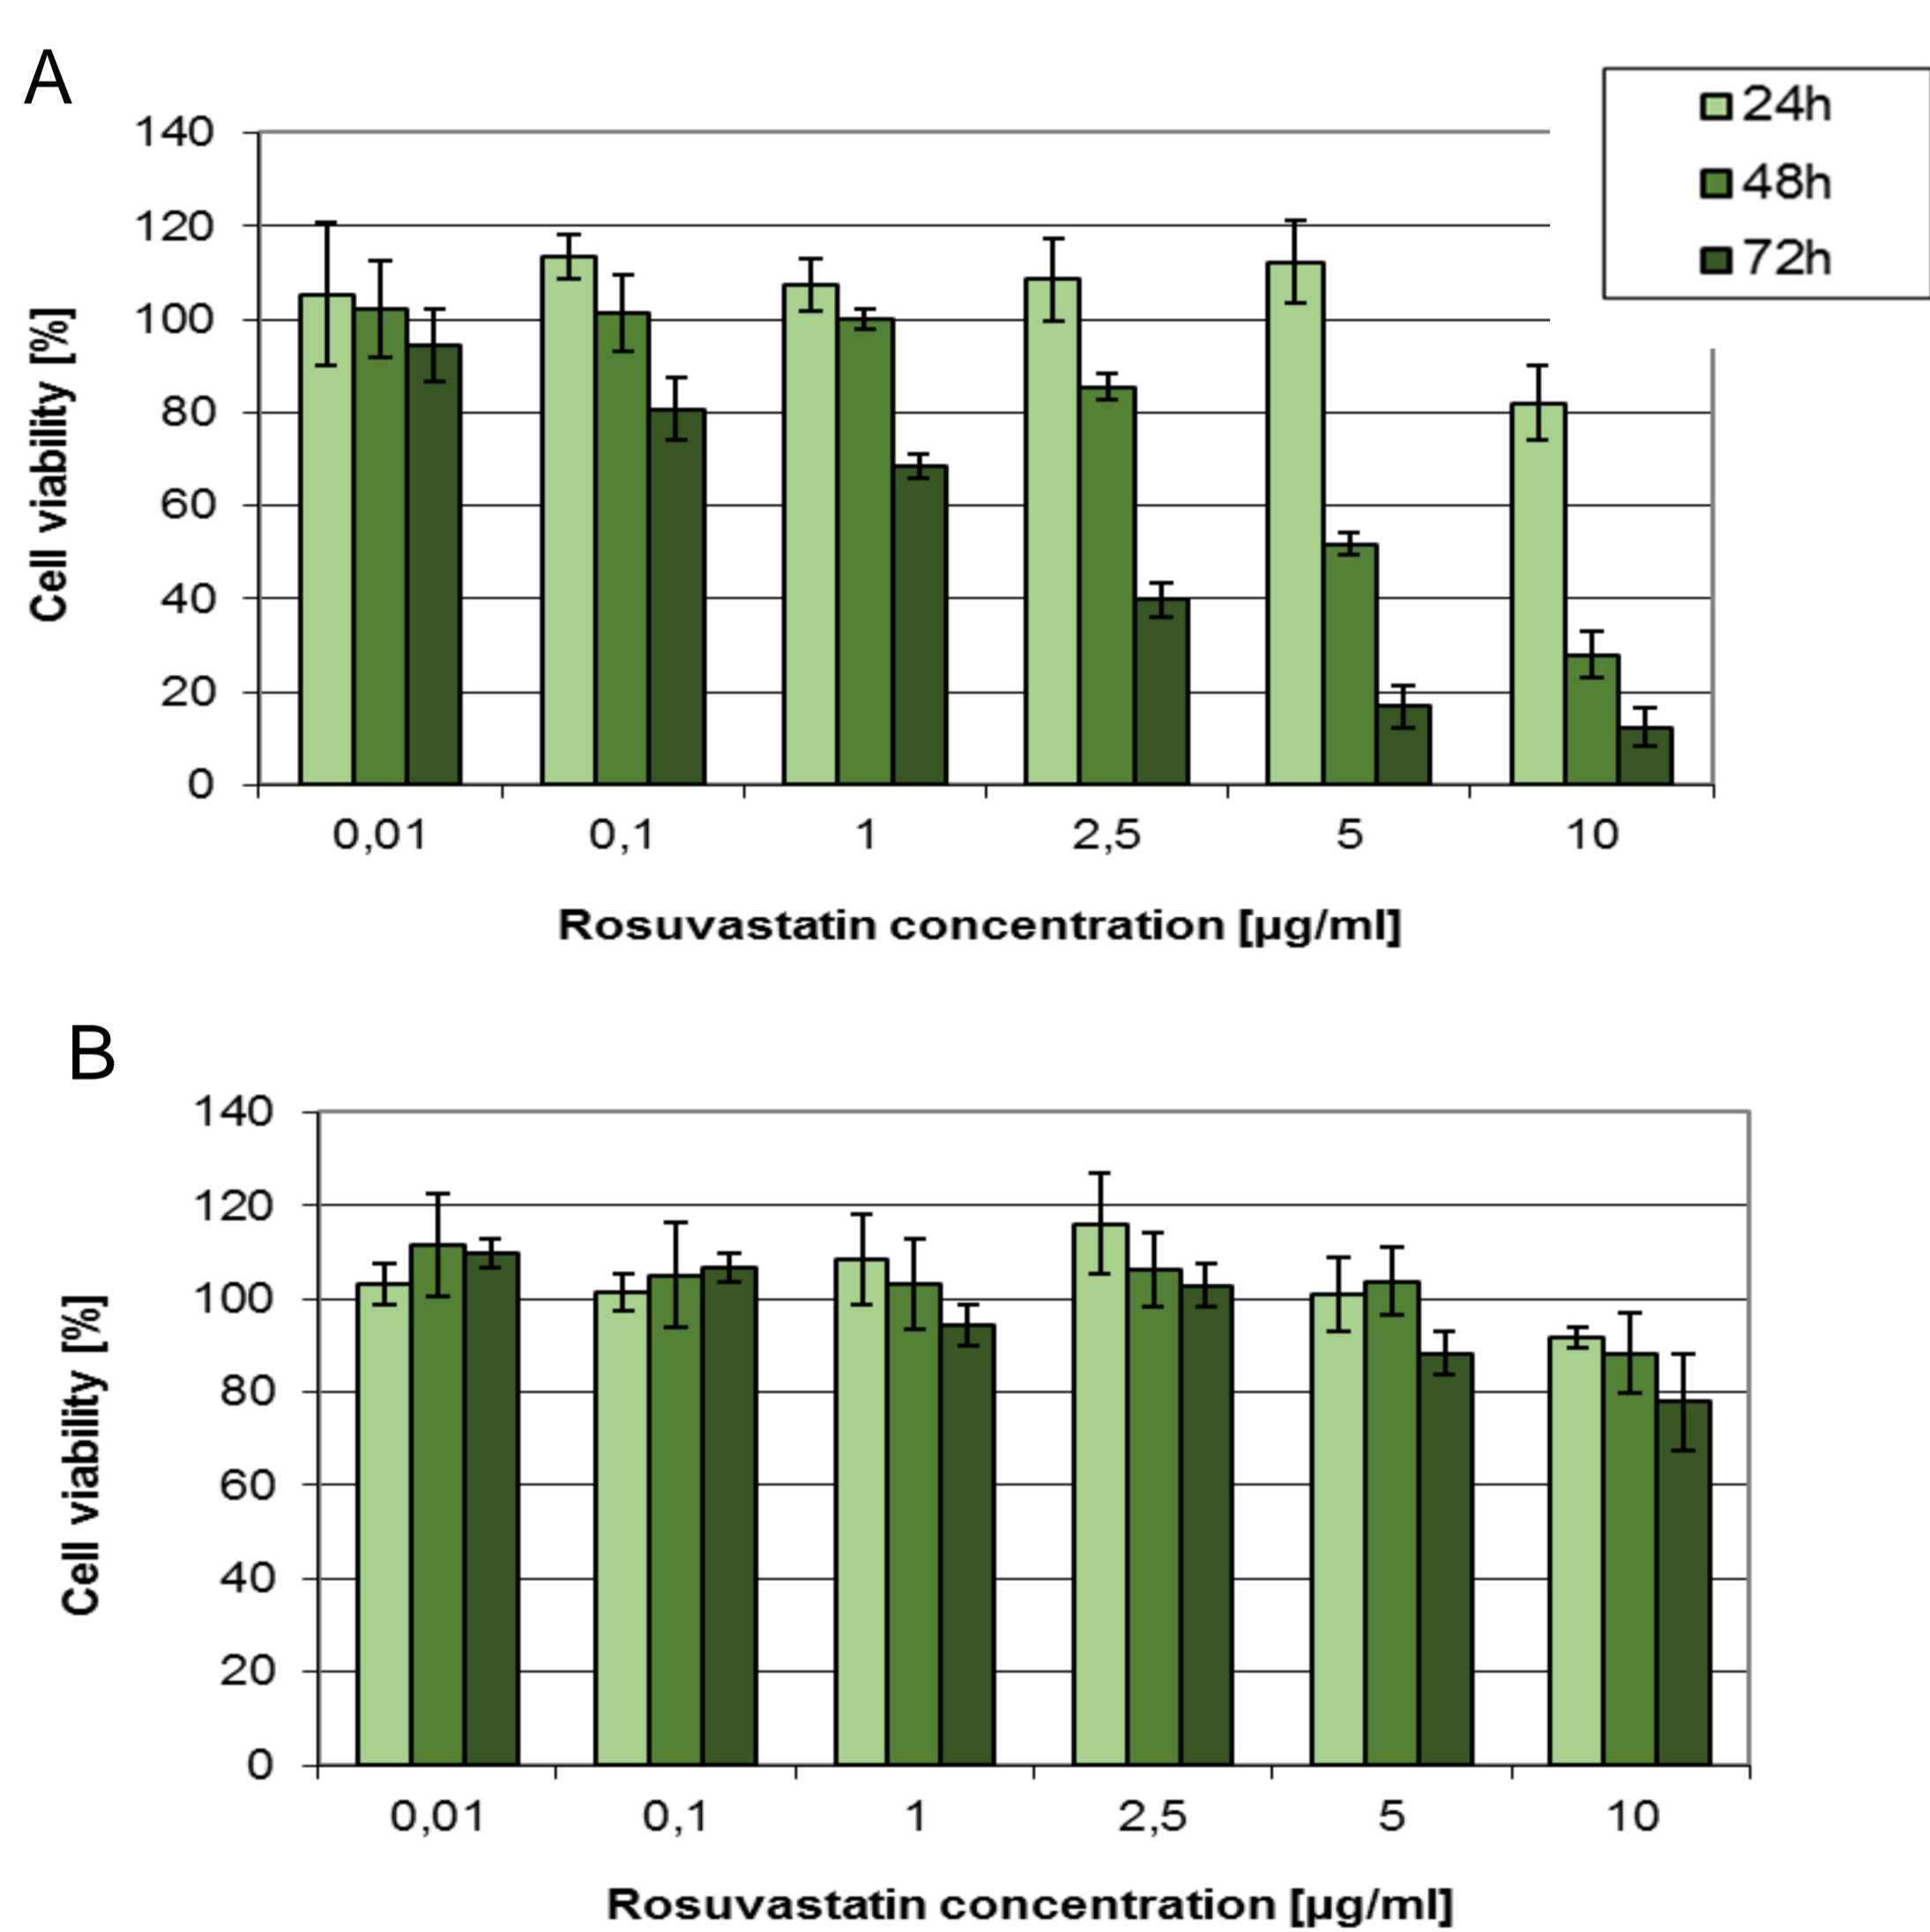 A
24h
48h
72h
140
120
100
80
60
40
20
0
Cell viability [%]
0,01 0,1 1 2,5 5 10
Rosuvastatin concentration [µg/ml]
B
140
120
100
80
60
40
20
0
Cell viability [%]
0,01 0,1 1 2,5 5 10
Rosuvastatin concentration [µg/ml]